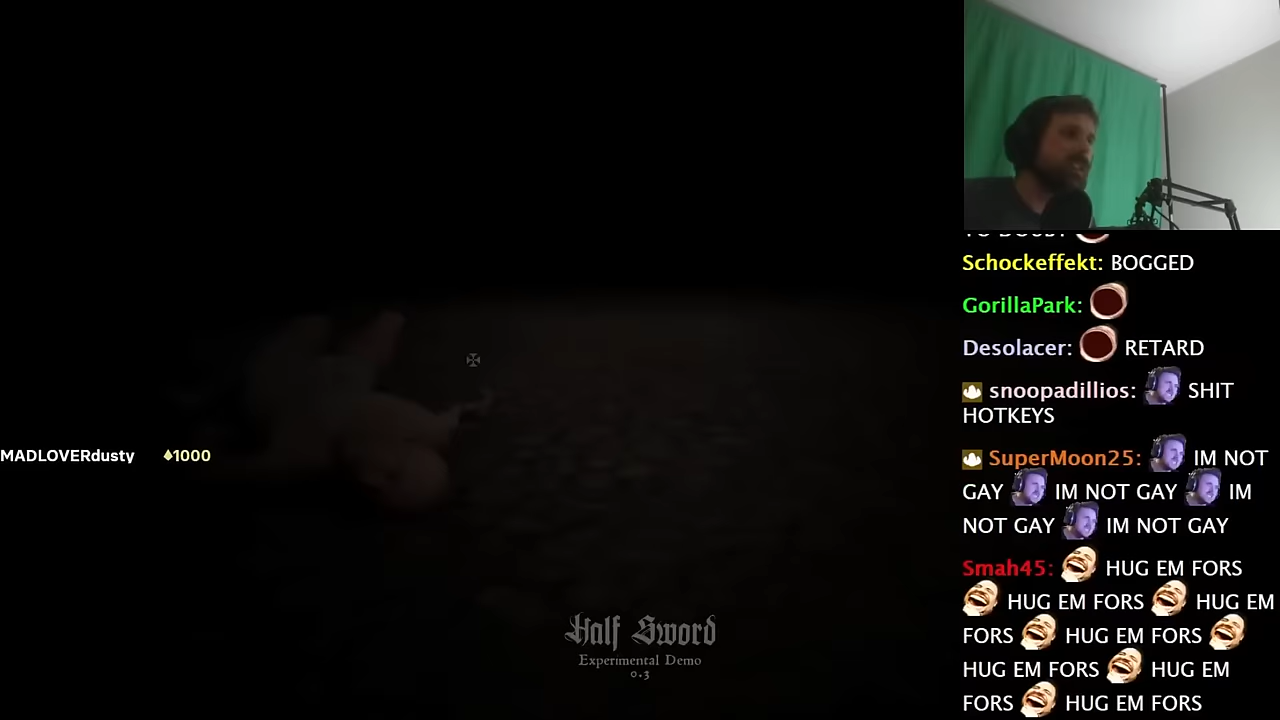 TO DOUBT
Schockeffekt: BOGGED
GorillaPark:
Desolacer: RETARD
snoopadillios: SHIT
HOTKEYS
SuperMoon25: IM NOT
GAY IM NOT GAY IM
NOT GAY IM NOT GAY
Smah45: HUG EM FORS
HUG EM FORS HUG EM
FORS HUG EM FORS
HUG EM FORS HUG EM
FORS HUG EM FORS
MADLOVERdusty 1000
Half Sword
Experimental Demo
0.3